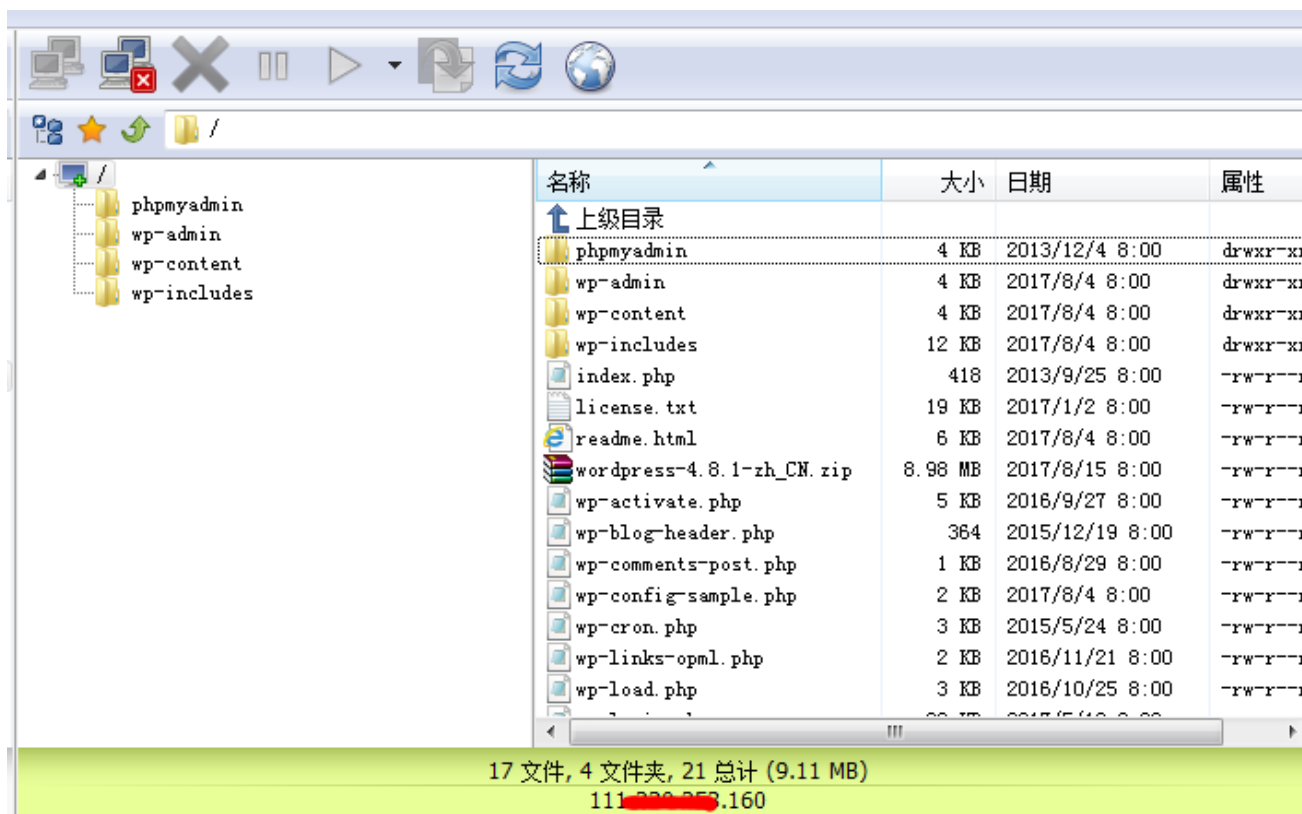 /
/
phpmyadmin
wp-admin
wp-content
wp-includes
名称 大小 日期 属性
上级目录
phpmyadmin 4 KB 2013/12/4 8:00
wp-admin 4 KB 2017/8/4 8:00
wp-content 4 KB 2017/8/4 8:00
wp-includes 12 KB 2017/8/4 8:00
index.php 418 2013/9/25 8:00
license.txt 19 KB 2017/1/2 8:00
readme.html 6 KB 2017/8/4 8:00
wordpress-4.8.1-zh_CN.zip 8.98 MB 2017/8/15 8:00
wp-activate.php 5 KB 2016/9/27 8:00
wp-blog-header.php 364 2015/12/19 8:00
wp-comments-post.php 1 KB 2016/8/29 8:00
wp-config-sample.php 2 KB 2017/8/4 8:00
wp-cron.php 3 KB 2015/5/24 8:00
wp-links-opml.php 2 KB 2016/11/21 8:00
wp-load.php 3 KB 2016/10/25 8:00
17 文件, 4 文件夹, 21 总计 (9.11 MB)
111 .160